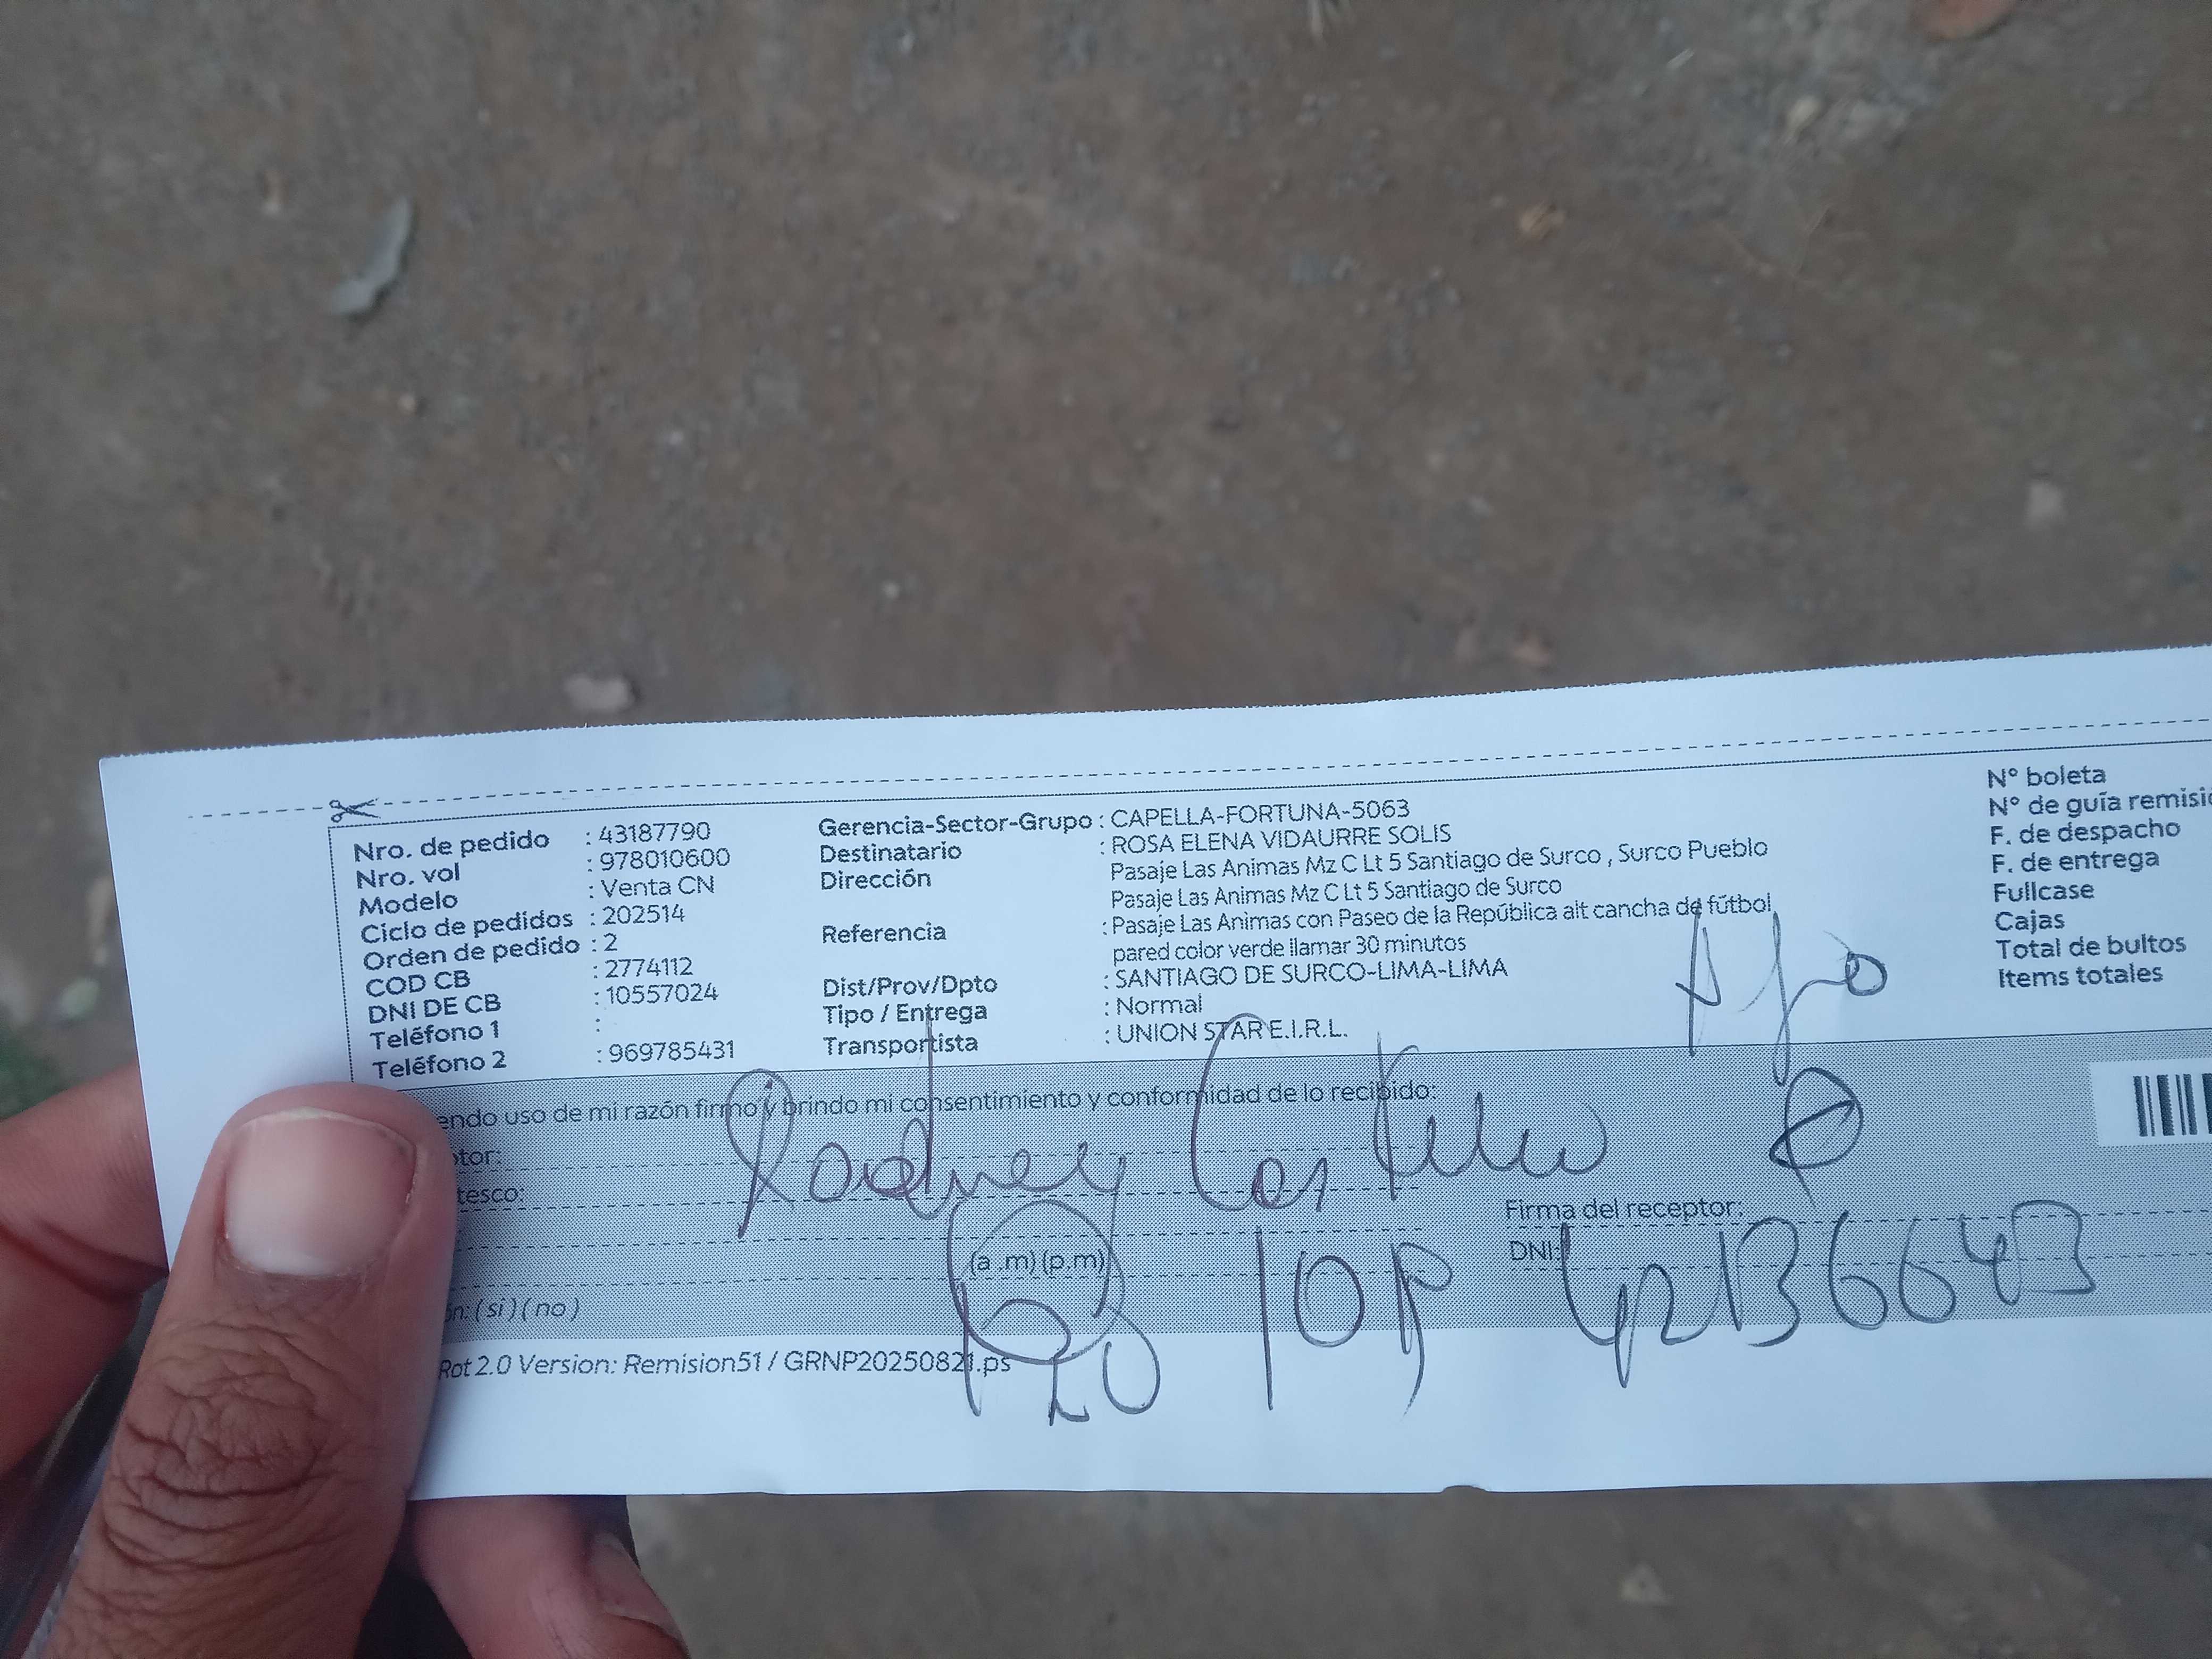 Nro. de pedido : 43187790
Nro. vol : 978010600
Modelo : Venta CN
Ciclo de pedidos : 202514
Orden de pedido : 2
COD CB : 2774112
DNI DE CB : 10557024
Teléfono 1 :
Teléfono 2 : 969785431
Gerencia-Sector-Grupo : CAPELLA-FORTUNA-5063
Destinatario : ROSA ELENA VIDAURRE SOLIS
Dirección Pasaje Las Animas Mz C Lt 5 Santiago de Surco , Surco Pueblo
Pasaje Las Animas Mz C Lt 5 Santiago de Surco
Referencia : Pasaje Las Animas con Paseo de la República alt cancha de fútbol
pared color verde llamar 30 minutos
Dist/Prov/Dpto : SANTIAGO DE SURCO-LIMA-LIMA
Tipo / Entrega : Normal
Transportista : UNION STAR E.I.R.L.
N° boleta
N° de guía remisió
F. de despacho
F. de entrega
Fullcase
Cajas
Total de bultos
Items totales
endo uso de mi razón firmo y brindo mi consentimiento y conformidad de lo recibido:
tor:
tesco:
Rodney
Firma del receptor:
(a .m) (p.m)
DNI: 42136643
10P
n: ( si ) ( no )
Rot 2.0 Version: Remision51 / GRNP20250821.ps